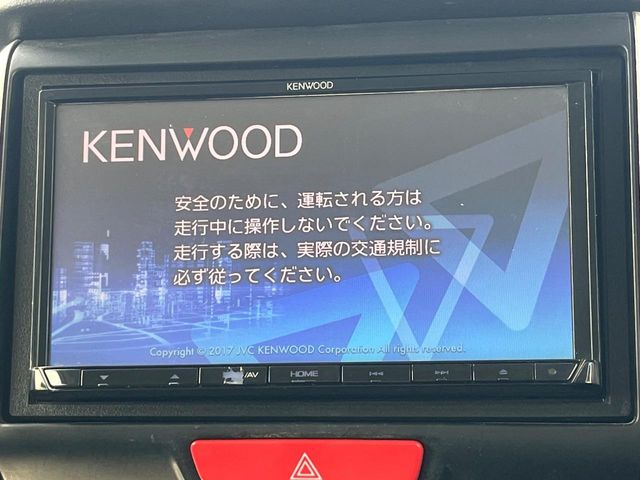 KENWOOD
KENWOOD
安全のために、運転される方は
走行中に操作しないでください。
走行する際は、実際の交通規制に
必ず従ってください。
Copyright © 2017 JVC KENWOOD Corporation All rights reserved.
/AV HOME